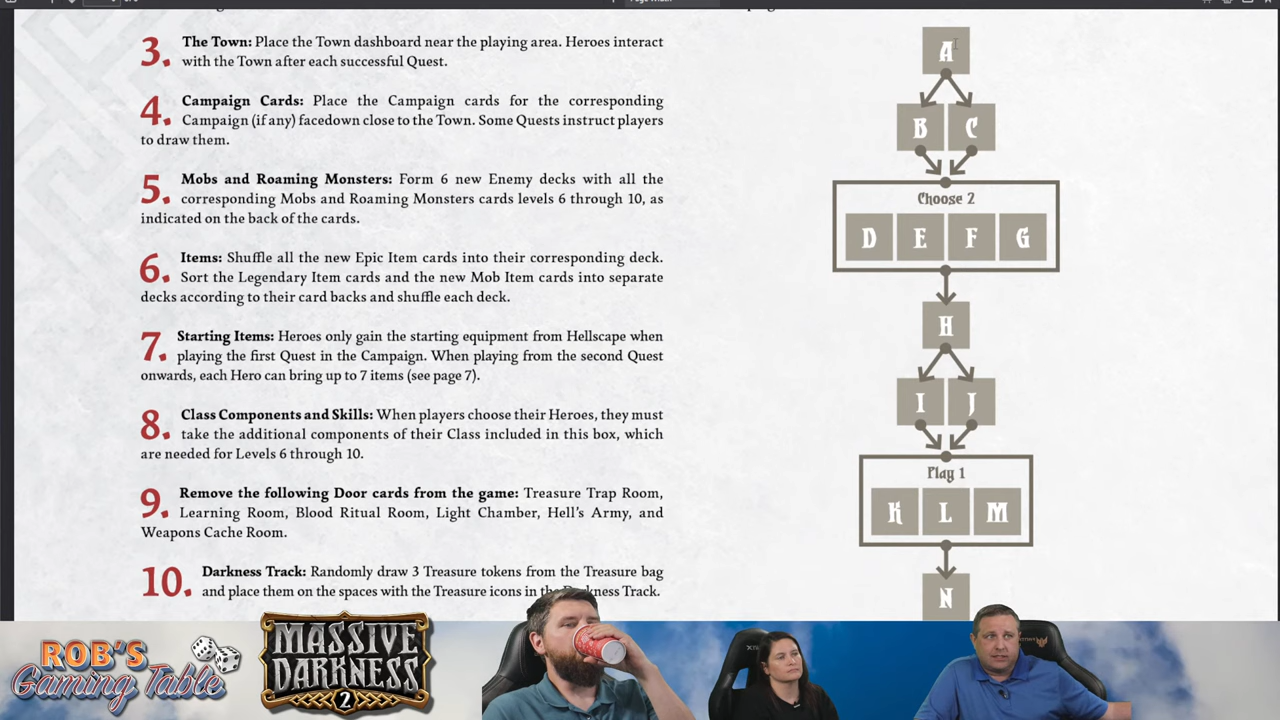 3. The Town: Place the Town dashboard near the playing area. Heroes interact
with the Town after each successful Quest.
4. Campaign Cards: Place the Campaign cards for the corresponding
Campaign (if any) facedown close to the Town. Some Quests instruct players
to draw them.
5. Mobs and Roaming Monsters: Form 6 new Enemy decks with all the
corresponding Mobs and Roaming Monsters cards levels 6 through 10, as
indicated on the back of the cards.
6. Items: Shuffle all the new Epic Item cards into their corresponding deck.
Sort the Legendary Item cards and the new Mob Item cards into separate
decks according to their card backs and shuffle each deck.
7. Starting Items: Heroes only gain the starting equipment from Hellscape when
playing the first Quest in the Campaign. When playing from the second Quest
onwards, each Hero can bring up to 7 items (see page 7).
8. Class Components and Skills: When players choose their Heroes, they must
take the additional components of their Class included in this box, which
are needed for Levels 6 through 10.
9. Remove the following Door cards from the game: Treasure Trap Room,
Learning Room, Blood Ritual Room, Light Chamber, Hell's Army, and
Weapons Cache Room.
10. Darkness Track: Randomly draw 3 Treasure tokens from the Treasure bag
and place them on the spaces with the Treasure icons in the Darkness Track.
A
B C
Choose 2
D E F G
H
I J
Play 1
K L M
N
ROB'S
Gaming Table
MASSIVE
DARKNESS
2